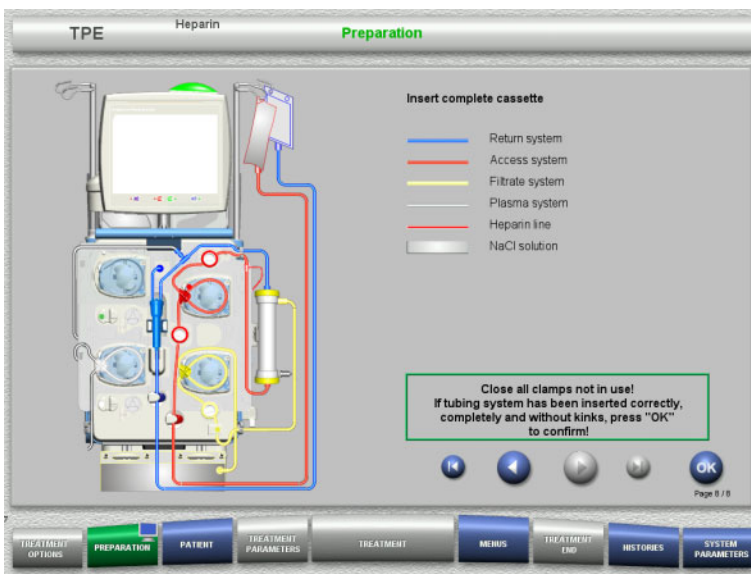 TPE
Heparin
Preparation
Insert complete cassette
Return system
Access system
Filtrate system
Plasma system
Heparin line
NaCl solution
Close all clamps not in use!
If tubing system has been inserted correctly,
completely and without kinks, press "OK"
to confirm!
OK
Page 8 / 8
TREATMENT
OPTIONS
PREPARATION
PATIENT
TREATMENT
PARAMETERS
TREATMENT
MENUS
TREATMENT
END
HISTORIES
SYSTEM
PARAMETERS